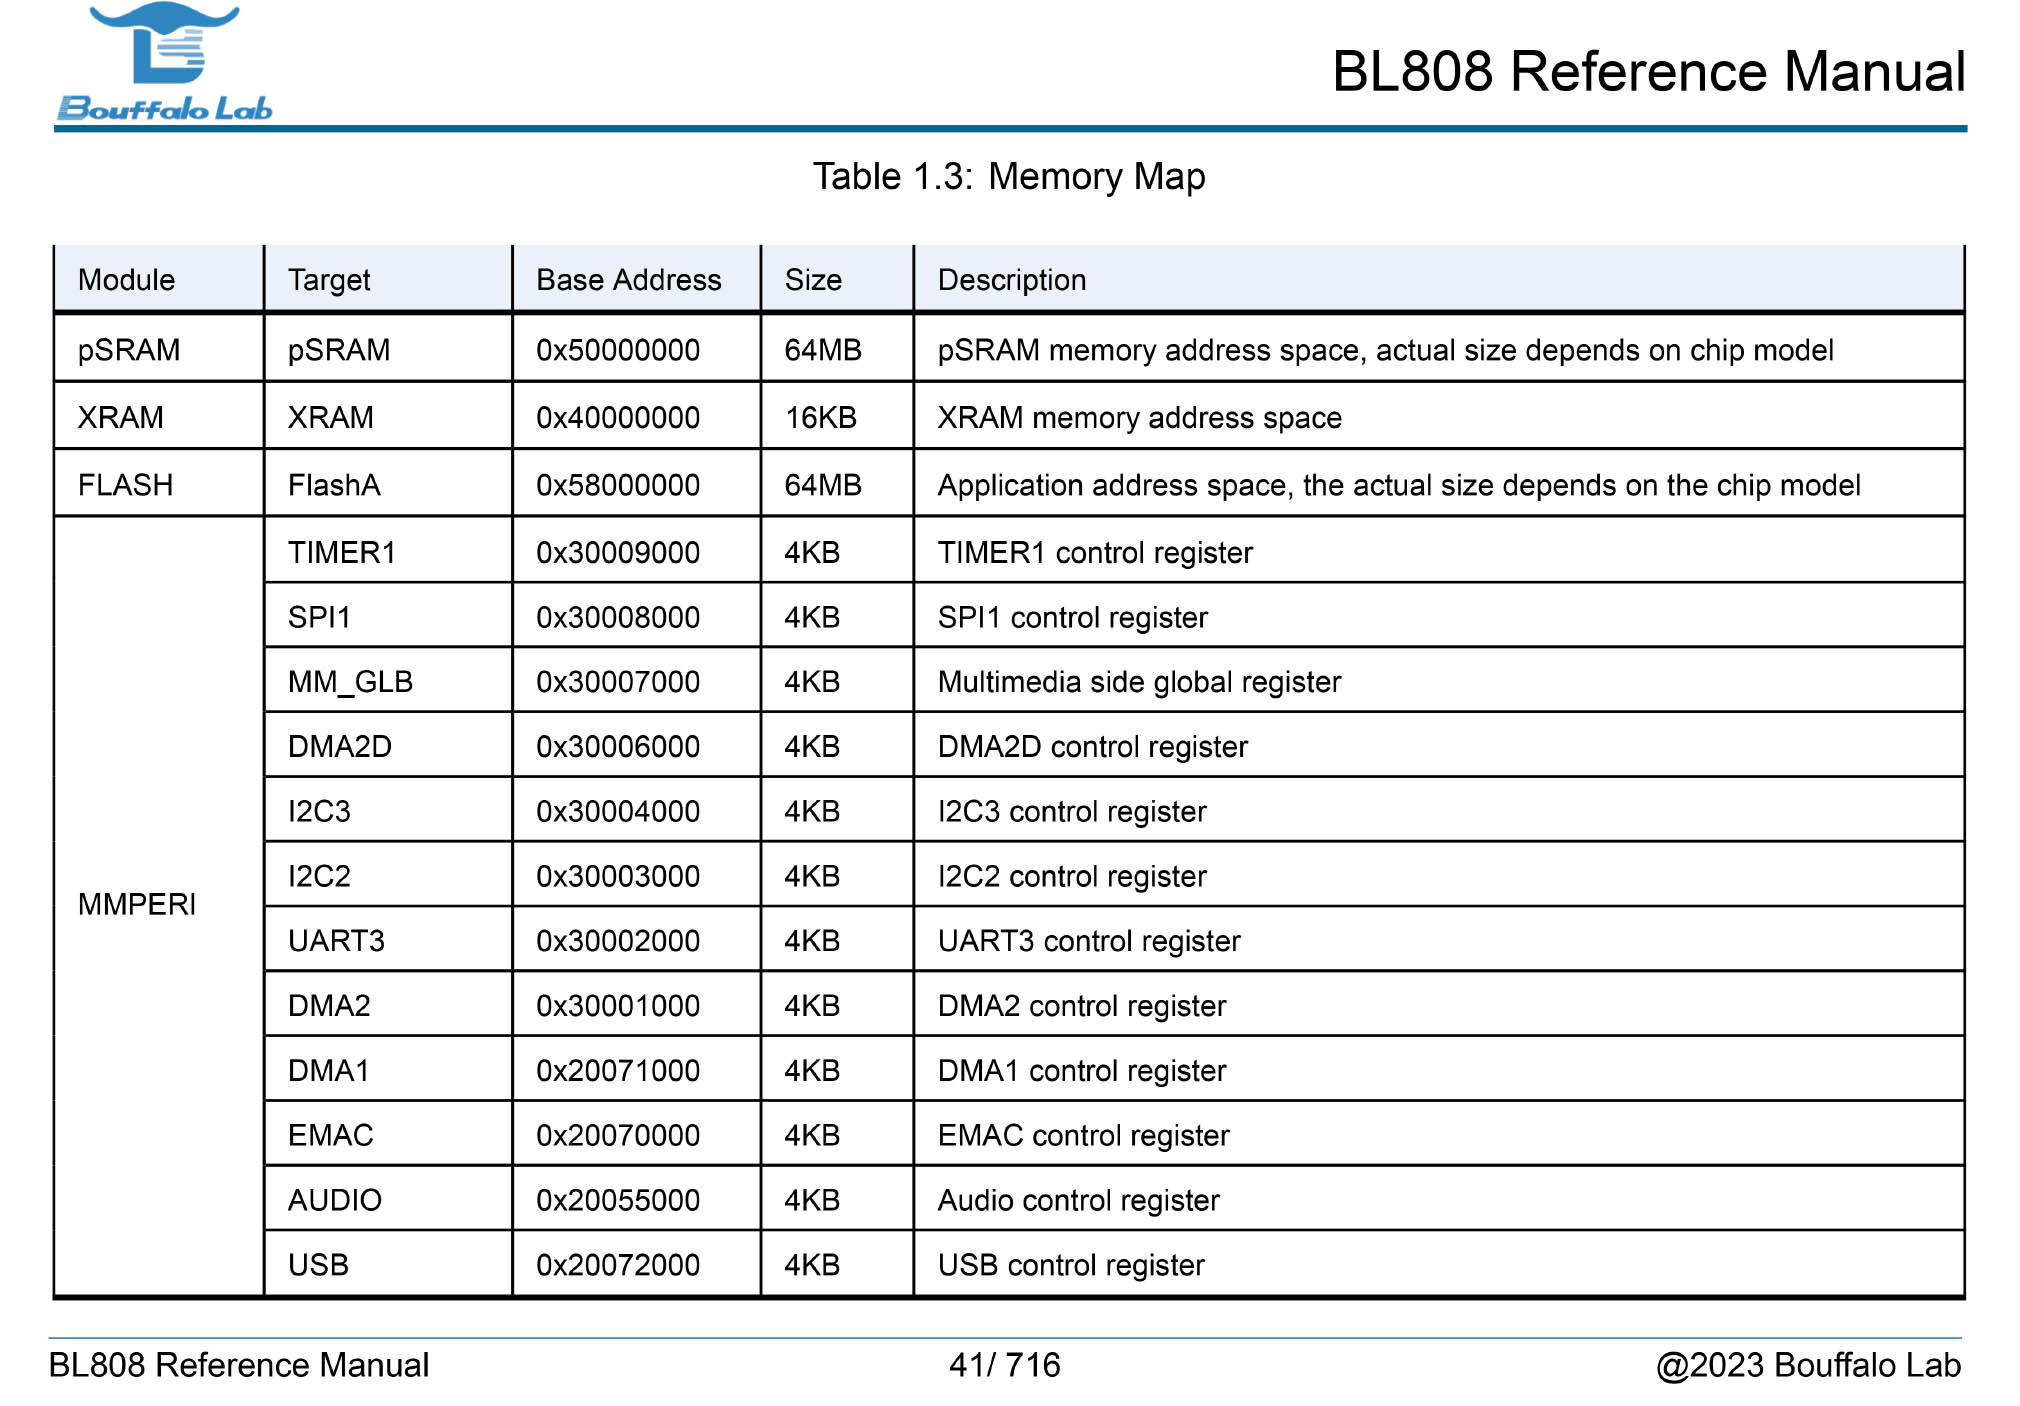 Bouffalo Lab
BL808 Reference Manual
Table 1.3: Memory Map
Module Target Base Address Size Description
pSRAM pSRAM 0x50000000 64MB pSRAM memory address space, actual size depends on chip model
XRAM XRAM 0x40000000 16KB XRAM memory address space
FLASH FlashA 0x58000000 64MB Application address space, the actual size depends on the chip model
MMPERI
TIMER1 0x30009000 4KB TIMER1 control register
SPI1 0x30008000 4KB SPI1 control register
MM_GLB 0x30007000 4KB Multimedia side global register
DMA2D 0x30006000 4KB DMA2D control register
I2C3 0x30004000 4KB I2C3 control register
I2C2 0x30003000 4KB I2C2 control register
UART3 0x30002000 4KB UART3 control register
DMA2 0x30001000 4KB DMA2 control register
DMA1 0x20071000 4KB DMA1 control register
EMAC 0x20070000 4KB EMAC control register
AUDIO 0x20055000 4KB Audio control register
USB 0x20072000 4KB USB control register
BL808 Reference Manual 41/ 716 @2023 Bouffalo Lab